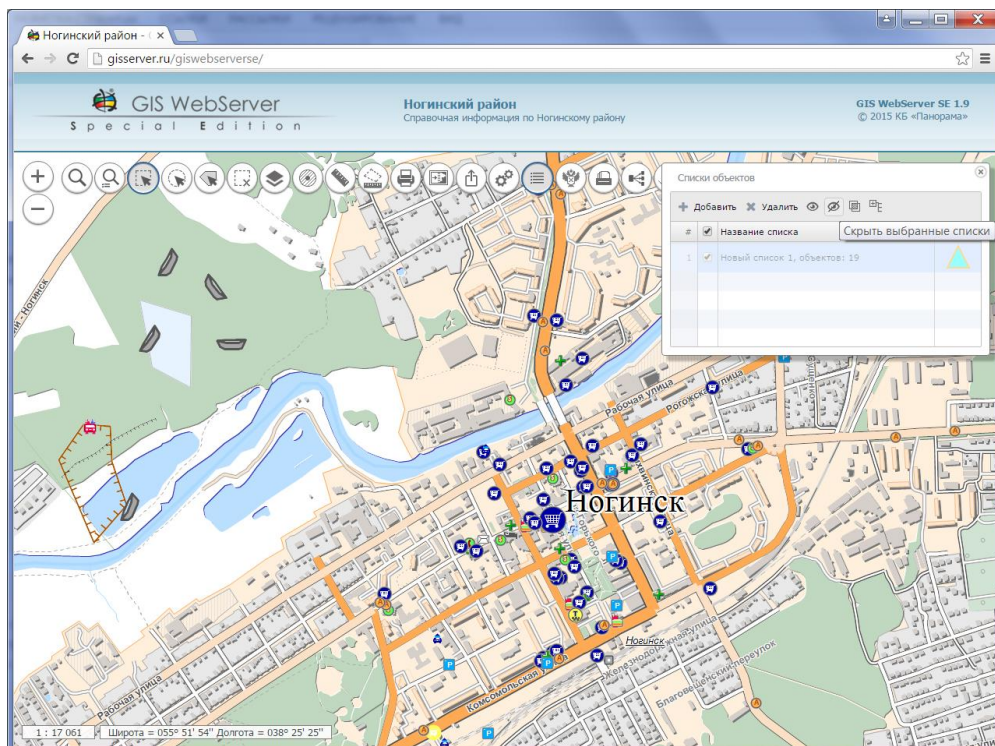 Ногинский район - (
gisserver.ru/giswebserverse/
GIS WebServer
Special Edition
Ногинский район
Справочная информация по Ногинскому району
GIS WebServer SE 1.9
© 2015 КБ «Панорама»
Списки объектов
Добавить Удалить
# Название списка
Скрыть выбранные списки
1 Новый список 1, объектов: 19
Ногинск
Рабочая улица
Рогожская улица
Ногинск
Рабочая улица
Комсомольская улица
Железнодорожная улица
Благовещенский переулок
Ногинск
1 : 17 061 Широта = 055° 51' 54" Долгота = 038° 25' 25"